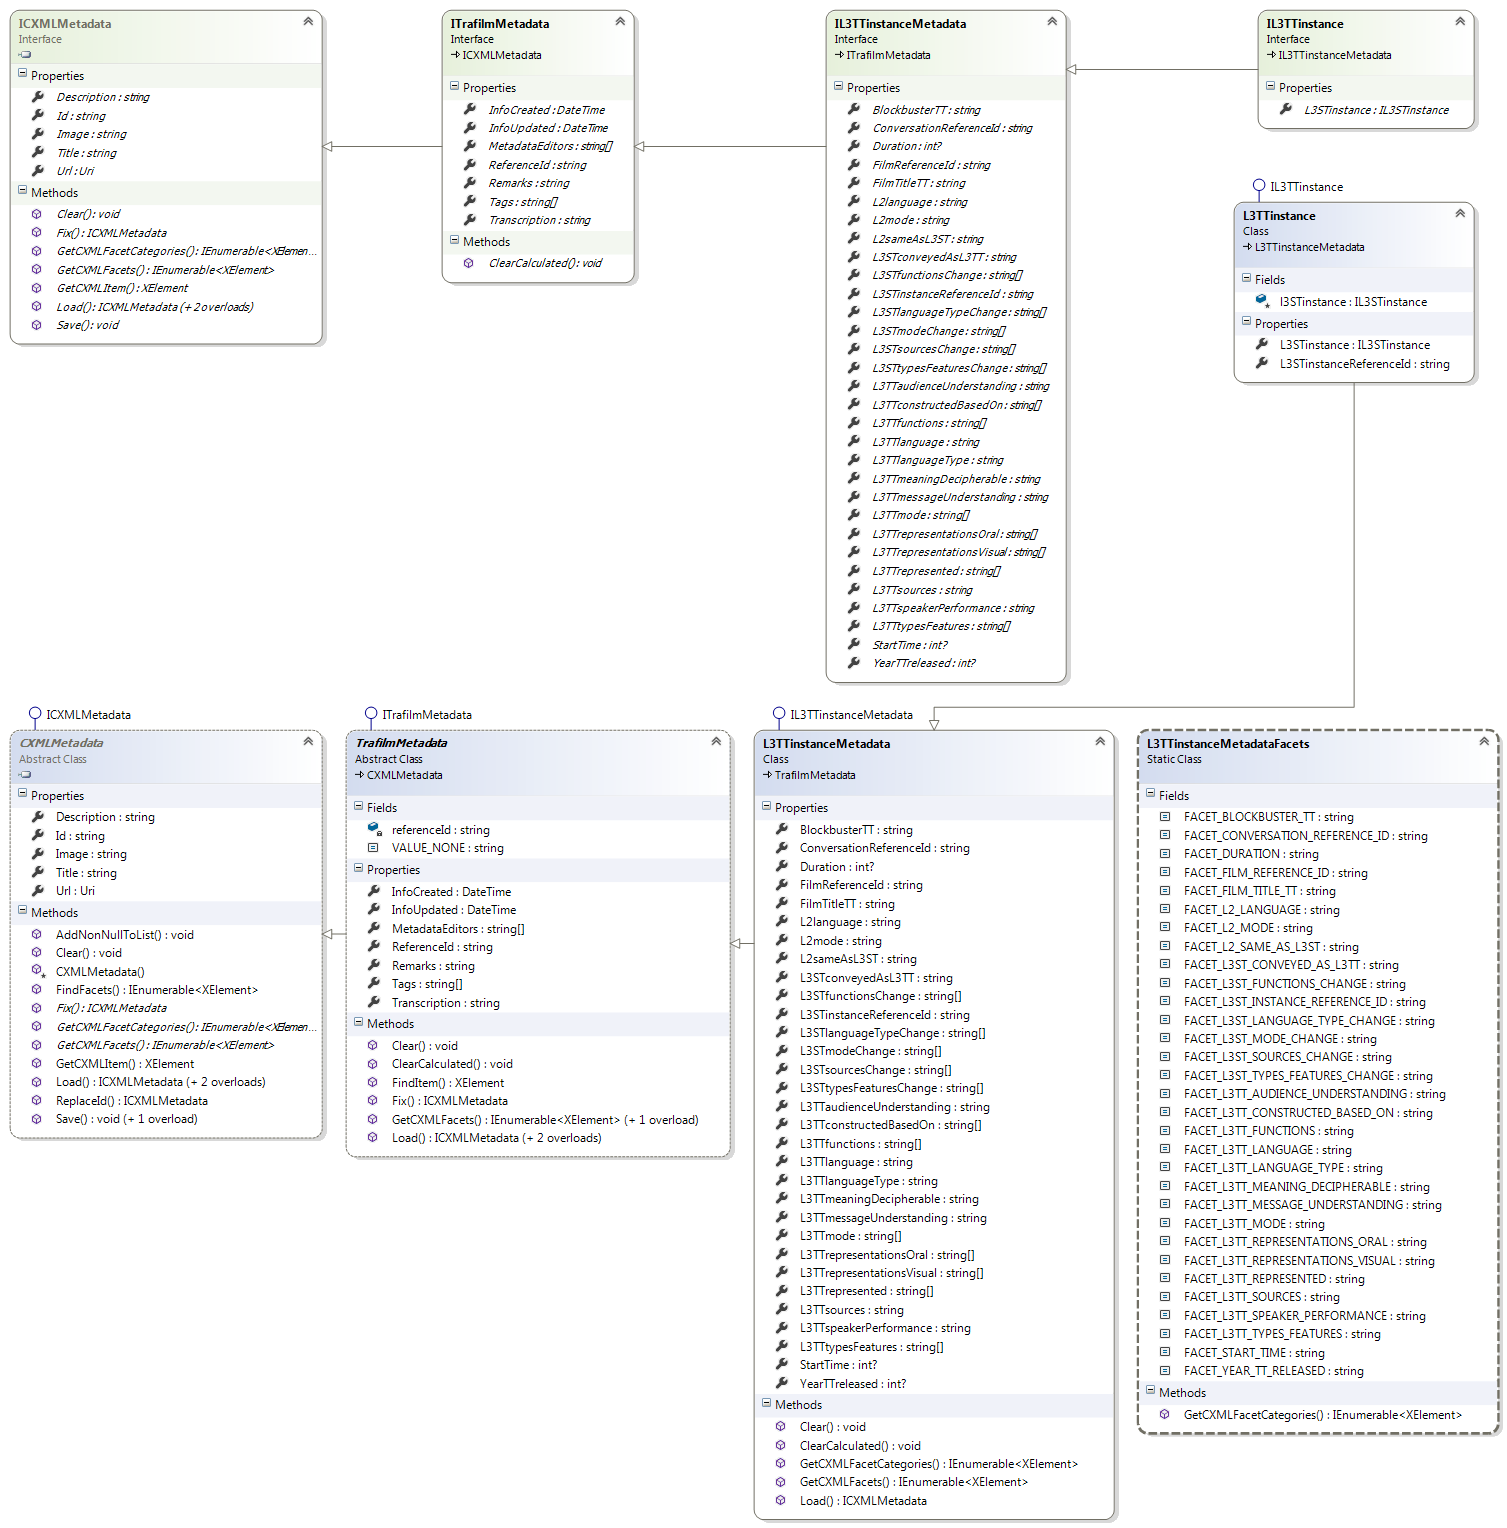 ICXMLMetadata
Interface
Properties
Description : string
Id : string
Image : string
Title : string
Url : Uri
Methods
Clear() : void
Fix() : ICXMLMetadata
GetCXMLFacetCategories() : IEnumerable<XElemen...
GetCXMLFacets() : IEnumerable<XElement>
GetCXMLItem() : XElement
Load() : ICXMLMetadata (+ 2 overloads)
Save() : void
ITrafilmMetadata
Interface
ICXMLMetadata
Properties
InfoCreated : DateTime
InfoUpdated : DateTime
MetadataEditors : string[]
ReferenceId : string
Remarks : string
Tags : string[]
Transcription : string
Methods
ClearCalculated() : void
IL3TTinstanceMetadata
Interface
ITrafilmMetadata
Properties
BlockbusterTT : string
ConversationReferenceId : string
Duration : int?
FilmReferenceId : string
FilmTitleTT : string
L2language : string
L2mode : string
L2sameAsL3ST : string
L3STconveyedAsL3TT : string
L3STfunctionsChange : string[]
L3STinstanceReferenceId : string
L3STlanguageTypeChange : string[]
L3STmodeChange : string[]
L3STsourcesChange : string[]
L3STtypesFeaturesChange : string[]
L3TTaudienceUnderstanding : string
L3TTconstructedBasedOn : string[]
L3TTfunctions : string[]
L3TTlanguage : string
L3TTlanguageType : string
L3TTmeaningDecipherable : string
L3TTmessageUnderstanding : string
L3TTmode : string[]
L3TTrepresentationsOral : string[]
L3TTrepresentationsVisual : string[]
L3TTrepresented : string[]
L3TTsources : string
L3TTspeakerPerformance : string
L3TTtypesFeatures : string[]
StartTime : int?
YearTTreleased : int?
IL3TTinstance
Interface
IL3TTinstanceMetadata
Properties
L3STinstance : IL3STinstance
IL3TTinstance
L3TTinstance
Class
L3TTinstanceMetadata
Fields
l3STinstance : IL3STinstance
Properties
L3STinstance : IL3STinstance
L3STinstanceReferenceId : string
ICXMLMetadata
CXMLMetadata
Abstract Class
Properties
Description : string
Id : string
Image : string
Title : string
Url : Uri
Methods
AddNonNullToList() : void
Clear() : void
CXMLMetadata()
FindFacets() : IEnumerable<XElement>
Fix() : ICXMLMetadata
GetCXMLFacetCategories() : IEnumerable<XElemen...
GetCXMLFacets() : IEnumerable<XElement>
GetCXMLItem() : XElement
Load() : ICXMLMetadata (+ 2 overloads)
ReplaceId() : ICXMLMetadata
Save() : void (+ 1 overload)
ITrafilmMetadata
TrafilmMetadata
Abstract Class
CXMLMetadata
Fields
referenceId : string
VALUE_NONE : string
Properties
InfoCreated : DateTime
InfoUpdated : DateTime
MetadataEditors : string[]
ReferenceId : string
Remarks : string
Tags : string[]
Transcription : string
Methods
Clear() : void
ClearCalculated() : void
FindItem() : XElement
Fix() : ICXMLMetadata
GetCXMLFacets() : IEnumerable<XElement> (+ 1 overload)
Load() : ICXMLMetadata (+ 2 overloads)
IL3TTinstanceMetadata
L3TTinstanceMetadata
Class
TrafilmMetadata
Properties
BlockbusterTT : string
ConversationReferenceId : string
Duration : int?
FilmReferenceId : string
FilmTitleTT : string
L2language : string
L2mode : string
L2sameAsL3ST : string
L3STconveyedAsL3TT : string
L3STfunctionsChange : string[]
L3STinstanceReferenceId : string
L3STlanguageTypeChange : string[]
L3STmodeChange : string[]
L3STsourcesChange : string[]
L3STtypesFeaturesChange : string[]
L3TTaudienceUnderstanding : string
L3TTconstructedBasedOn : string[]
L3TTfunctions : string[]
L3TTlanguage : string
L3TTlanguageType : string
L3TTmeaningDecipherable : string
L3TTmessageUnderstanding : string
L3TTmode : string[]
L3TTrepresentationsOral : string[]
L3TTrepresentationsVisual : string[]
L3TTrepresented : string[]
L3TTsources : string
L3TTspeakerPerformance : string
L3TTtypesFeatures : string[]
StartTime : int?
YearTTreleased : int?
Methods
Clear() : void
ClearCalculated() : void
GetCXMLFacetCategories() : IEnumerable<XElement>
GetCXMLFacets() : IEnumerable<XElement>
Load() : ICXMLMetadata
L3TTinstanceMetadataFacets
Static Class
Fields
FACET_BLOCKBUSTER_TT : string
FACET_CONVERSATION_REFERENCE_ID : string
FACET_DURATION : string
FACET_FILM_REFERENCE_ID : string
FACET_FILM_TITLE_TT : string
FACET_L2_LANGUAGE : string
FACET_L2_MODE : string
FACET_L2_SAME_AS_L3ST : string
FACET_L3ST_CONVEYED_AS_L3TT : string
FACET_L3ST_FUNCTIONS_CHANGE : string
FACET_L3ST_INSTANCE_REFERENCE_ID : string
FACET_L3ST_LANGUAGE_TYPE_CHANGE : string
FACET_L3ST_MODE_CHANGE : string
FACET_L3ST_SOURCES_CHANGE : string
FACET_L3ST_TYPES_FEATURES_CHANGE : string
FACET_L3TT_AUDIENCE_UNDERSTANDING : string
FACET_L3TT_CONSTRUCTED_BASED_ON : string
FACET_L3TT_FUNCTIONS : string
FACET_L3TT_LANGUAGE : string
FACET_L3TT_LANGUAGE_TYPE : string
FACET_L3TT_MEANING_DECIPHERABLE : string
FACET_L3TT_MESSAGE_UNDERSTANDING : string
FACET_L3TT_MODE : string
FACET_L3TT_REPRESENTATIONS_ORAL : string
FACET_L3TT_REPRESENTATIONS_VISUAL : string
FACET_L3TT_REPRESENTED : string
FACET_L3TT_SOURCES : string
FACET_L3TT_SPEAKER_PERFORMANCE : string
FACET_L3TT_TYPES_FEATURES : string
FACET_START_TIME : string
FACET_YEAR_TT_RELEASED : string
Methods
GetCXMLFacetCategories() : IEnumerable<XElement>